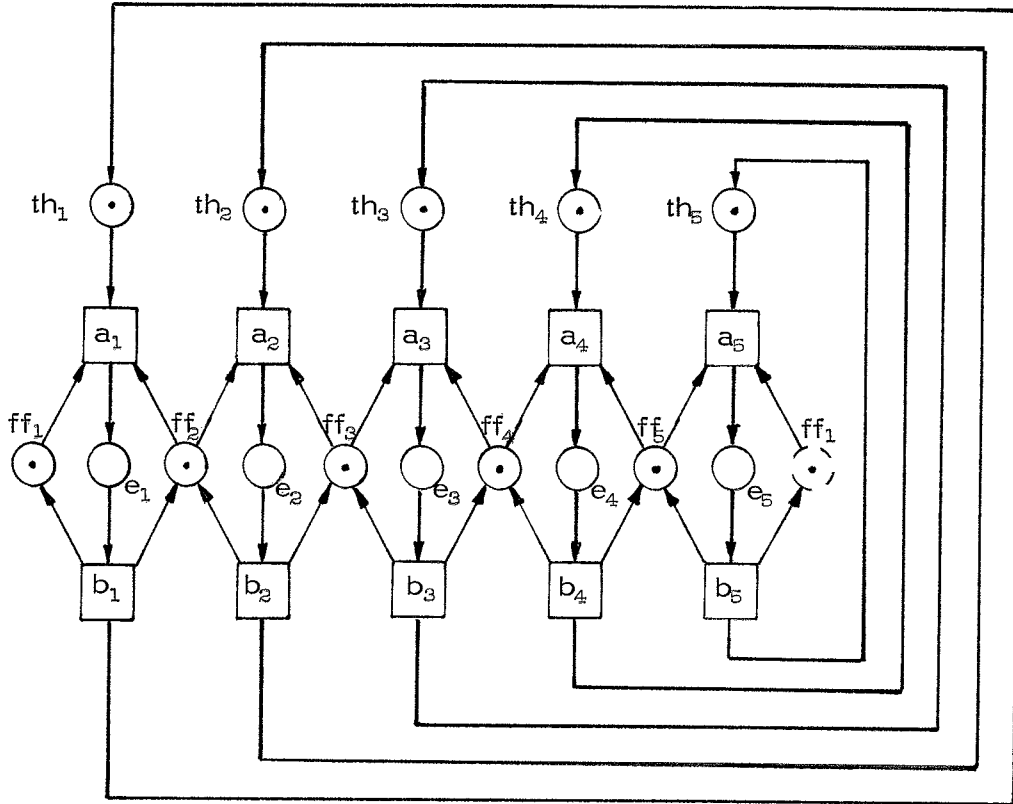 th₁ th₂ th₃ th₄ th₅
a₁ a₂ a₃ a₄ a₅
ff₁ ff₂ ff₃ ff₄ ff₅ ff₁
e₁ e₂ e₃ e₄ e₅
b₁ b₂ b₃ b₄ b₅